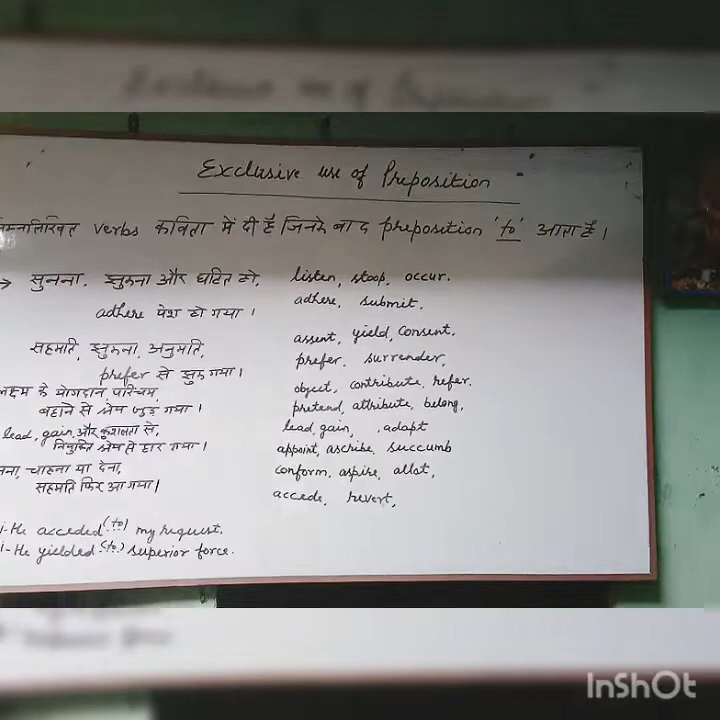 Exclusive use of Preposition
verbs कविता में दी है जिनके बाद preposition 'to' आता है।
→ सुनना, झुकना और घटित हो, listen, stoop, occur.
adhere पेश हो गया। adhere, submit,
सहमति, झुकना, अनुमति, assent, yield, consent,
prefer से झुक गया। prefer, surrender,
के योगदान, object, contribute, refer.
बहाने से प्रेम जुड़ गया। pretend, attribute, belong,
lead, gain, और कुशलता से, lead, gain, , adapt
नियुक्ति प्रेम से हार गया। appoint, ascribe, succumb
चाहना या देना, conform, aspire, allot,
सहमति फिर आ गया। accede, revert,
i- He acceded (to) my request.
i- He yielded (to) superior force.
InShOt